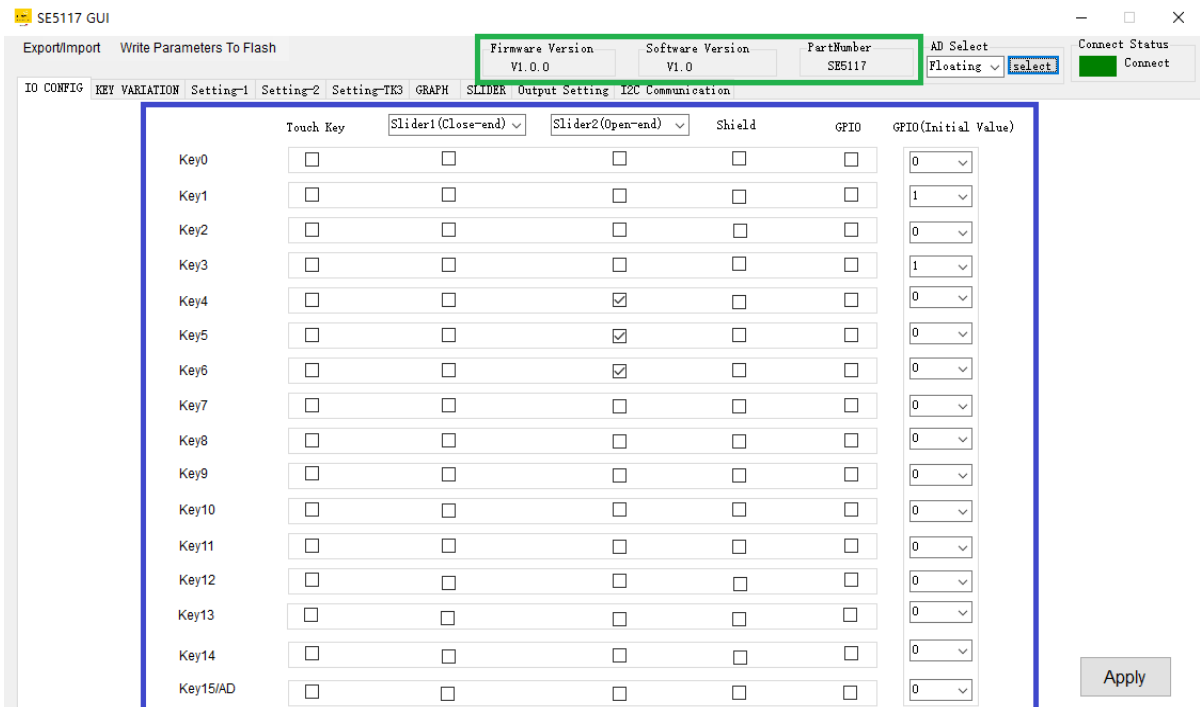 SE5117 GUI
Export/Import Write Parameters To Flash
Firmware Version Software Version PartNumber AD Select Connect Status
V1.0.0 V1.0 SE5117 Floating select Connect
IO CONFIG KEY VARIATION Setting-1 Setting-2 Setting-TK3 GRAPH SLIDER Output Setting I2C Communication
Touch Key Slider1(Close-end) Slider2(Open-end) Shield GPIO GPIO(Initial Value)
Key0 0
Key1 1
Key2 0
Key3 1
Key4 0
Key5 0
Key6 0
Key7 0
Key8 0
Key9 0
Key10 0
Key11 0
Key12 0
Key13 0
Key14 0
Key15/AD 0
Apply